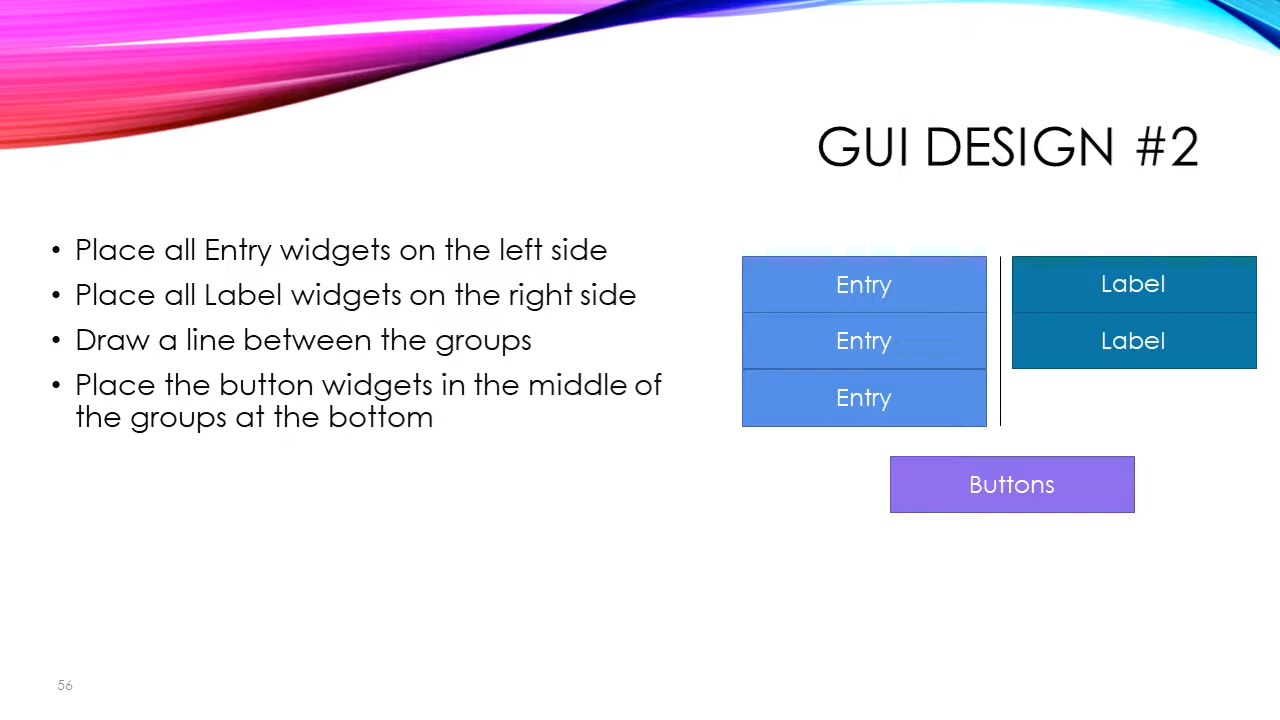 GUI DESIGN #2
• Place all Entry widgets on the left side
• Place all Label widgets on the right side
• Draw a line between the groups
• Place the button widgets in the middle of
the groups at the bottom
Entry
Entry
Entry
Label
Label
Buttons
56